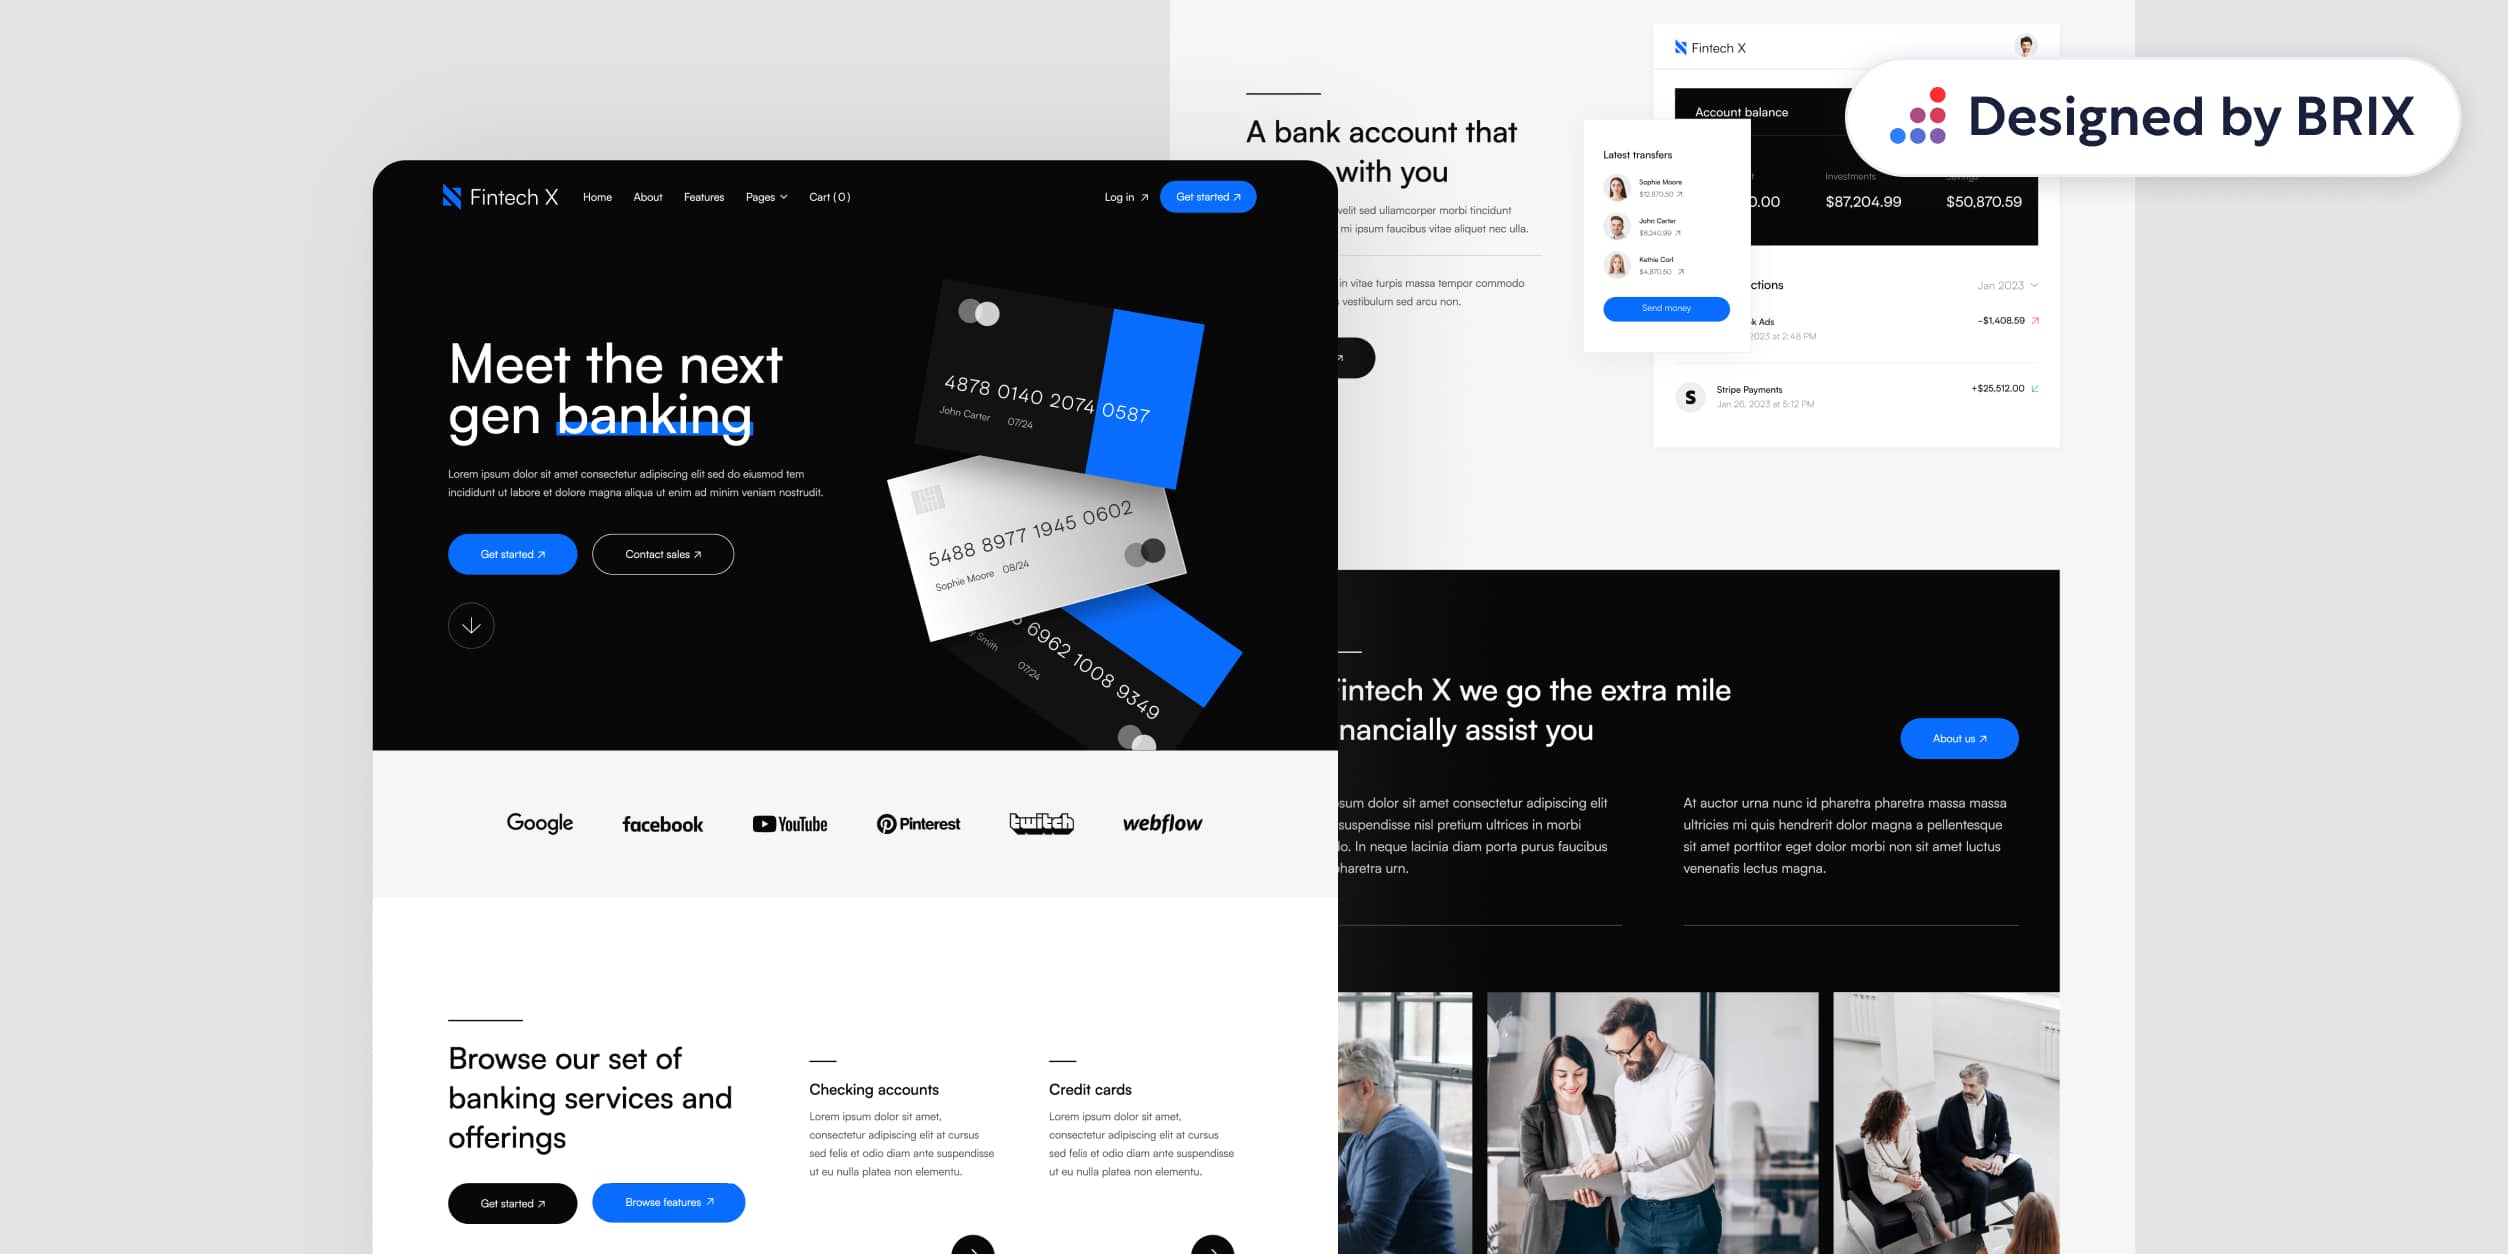 Fintech X
Home
About
Features
Pages
Cart (0)
Log in
Get started
Meet the next
gen banking
Lorem ipsum dolor sit amet consectetur adipiscing elit sed do eiusmod tem
incididunt ut labore et dolore magna aliqua ut enim ad minim veniam nostrudit.
Get started
Contact sales
4878 0140 2074 0587
John Carter 07/24
5488 8977 1945 0602
Sophie Moore 08/24
6962 1008 9349
Smith 07/24
Google
facebook
YouTube
Pinterest
twitch
webflow
Browse our set of
banking services and
offerings
Get started
Browse features
Checking accounts
Lorem ipsum dolor sit amet,
consectetur adipiscing elit at cursus
sed felis et odio diam ante suspendisse
ut eu nulla platea non elementu.
Credit cards
Lorem ipsum dolor sit amet,
consectetur adipiscing elit at cursus
sed felis et odio diam ante suspendisse
ut eu nulla platea non elementu.
A bank account that
with you
velit sed ullamcorper morbi tincidunt
mi ipsum faucibus vitae aliquet nec ulla.
in vitae turpis massa tempor commodo
vestibulum sed arcu non.
Fintech X
Account balance
Investments
0.00
$87,204.99
$50,870.59
Latest transfers
Sophie Moore
$12,870.50
John Carter
$8,240.99
Kathie Corl
$4,870.50
Send money
ctions
Jan 2023
k Ads
-$1,408.59
2023 at 2:48 PM
S
Stripe Payments
+$25,512.00
Jan 26, 2023 at 5:12 PM
Designed by BRIX
intech X we go the extra mile
nancially assist you
About us
sum dolor sit amet consectetur adipiscing elit
suspendisse nisl pretium ultrices in morbi
io. In neque lacinia diam porta purus faucibus
haretra urn.
At auctor urna nunc id pharetra pharetra massa massa
ultricies mi quis hendrerit dolor magna a pellentesque
sit amet porttitor eget dolor morbi non sit amet luctus
venenatis lectus magna.